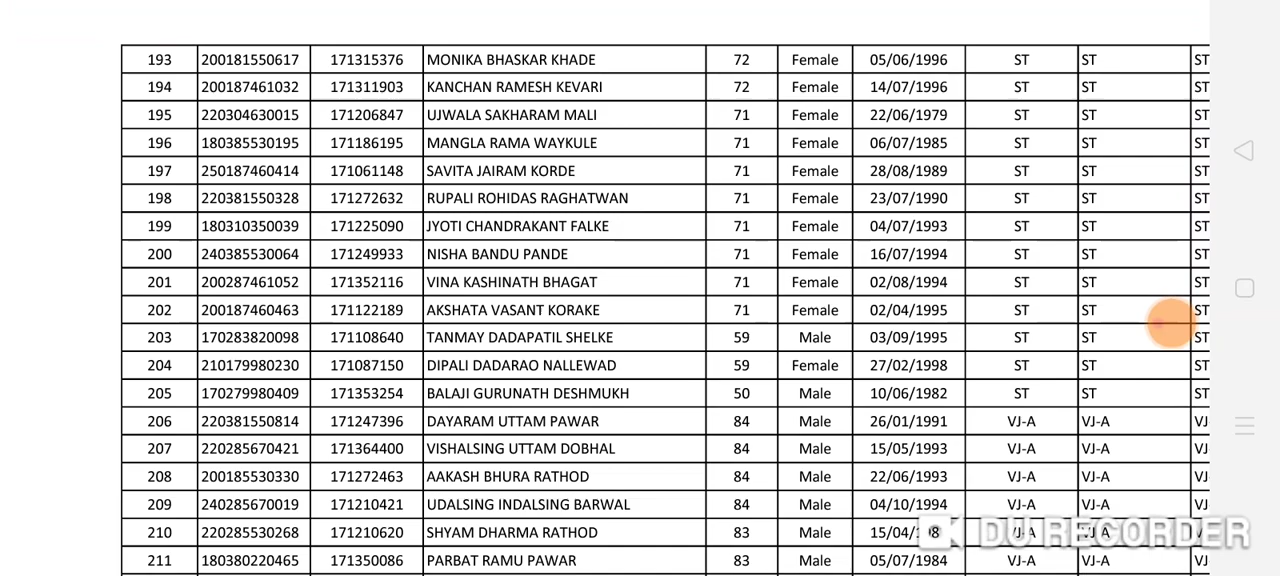 193 200181550617 171315376 MONIKA BHASKAR KHADE 72 Female 05/06/1996 ST ST ST
194 200187461032 171311903 KANCHAN RAMESH KEVARI 72 Female 14/07/1996 ST ST ST
195 220304630015 171206847 UJWALA SAKHARAM MALI 71 Female 22/06/1979 ST ST ST
196 180385530195 171186195 MANGLA RAMA WAYKULE 71 Female 06/07/1985 ST ST ST
197 250187460414 171061148 SAVITA JAIRAM KORDE 71 Female 28/08/1989 ST ST ST
198 220381550328 171272632 RUPALI ROHIDAS RAGHATWAN 71 Female 23/07/1990 ST ST ST
199 180310350039 171225090 JYOTI CHANDRAKANT FALKE 71 Female 04/07/1993 ST ST ST
200 240385530064 171249933 NISHA BANDU PANDE 71 Female 16/07/1994 ST ST ST
201 200287461052 171352116 VINA KASHINATH BHAGAT 71 Female 02/08/1994 ST ST ST
202 200187460463 171122189 AKSHATA VASANT KORAKE 71 Female 02/04/1995 ST ST ST
203 170283820098 171108640 TANMAY DADAPATIL SHELKE 59 Male 03/09/1995 ST ST ST
204 210179980230 171087150 DIPALI DADARAO NALLEWAD 59 Female 27/02/1998 ST ST ST
205 170279980409 171353254 BALAJI GURUNATH DESHMUKH 50 Male 10/06/1982 ST ST ST
206 220381550814 171247396 DAYARAM UTTAM PAWAR 84 Male 26/01/1991 VJ-A VJ-A VJ
207 220285670421 171364400 VISHALSING UTTAM DOBHAL 84 Male 15/05/1993 VJ-A VJ-A VJ
208 200185530330 171272463 AAKASH BHURA RATHOD 84 Male 22/06/1993 VJ-A VJ-A VJ
209 240285670019 171210421 UDALSING INDALSING BARWAL 84 Male 04/10/1994 VJ-A VJ-A VJ
210 220285530268 171210620 SHYAM DHARMA RATHOD 83 Male VJ-A VJ-A
DU RECORDER
211 180380220465 171350086 PARBAT RAMU PAWAR 83 Male 05/07/1984 VJ-A VJ-A VJ